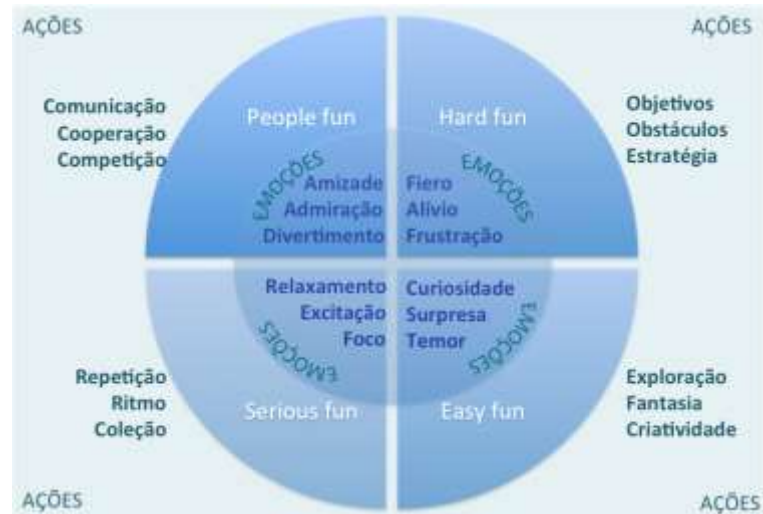 AÇÕES
AÇÕES
Comunicação
Cooperação
Competição
People fun
Hard fun
Objetivos
Obstáculos
Estratégia
EMOÇÕES
EMOÇÕES
Amizade
Admiração
Divertimento
Fiero
Alívio
Frustração
Relaxamento
Excitação
Foco
Curiosidade
Surpresa
Temor
EMOÇÕES
EMOÇÕES
Repetição
Ritmo
Coleção
Serious fun
Easy fun
Exploração
Fantasia
Criatividade
AÇÕES
AÇÕES